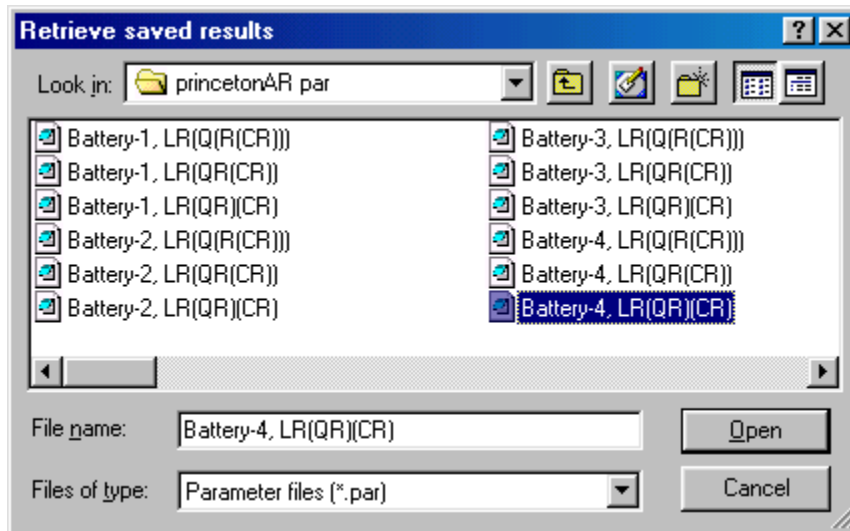 Retrieve saved results
Look in: princetonAR par
Battery-1, LR(Q(R(CR)))
Battery-1, LR(QR(CR))
Battery-1, LR(QR)(CR)
Battery-2, LR(Q(R(CR)))
Battery-2, LR(QR(CR))
Battery-2, LR(QR)(CR)
Battery-3, LR(Q(R(CR)))
Battery-3, LR(QR(CR))
Battery-3, LR(QR)(CR)
Battery-4, LR(Q(R(CR)))
Battery-4, LR(QR(CR))
Battery-4, LR(QR)(CR)
File name: Battery-4, LR(QR)(CR)
Open
Files of type: Parameter files (*.par)
Cancel